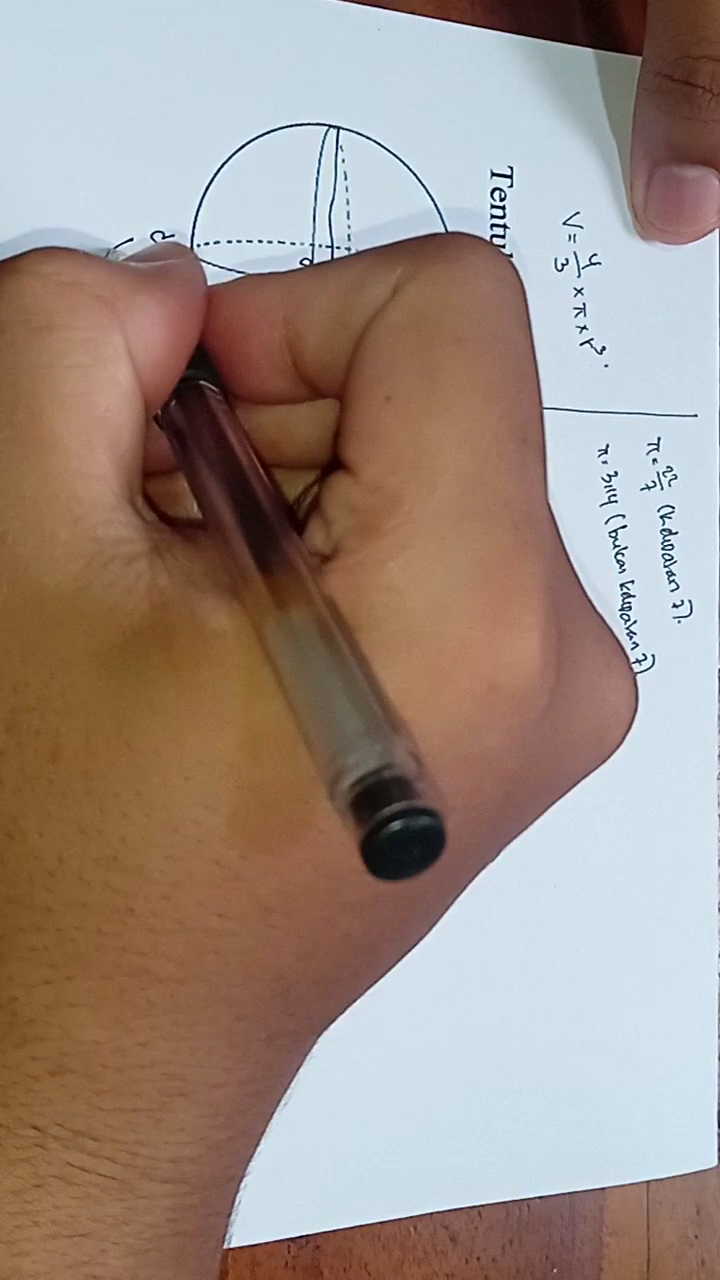 π = 22/7 (kelipatan 7).
π = 3,14 (bukan kelipatan 7)
V = 4/3 × π × r³.
Tentu
d